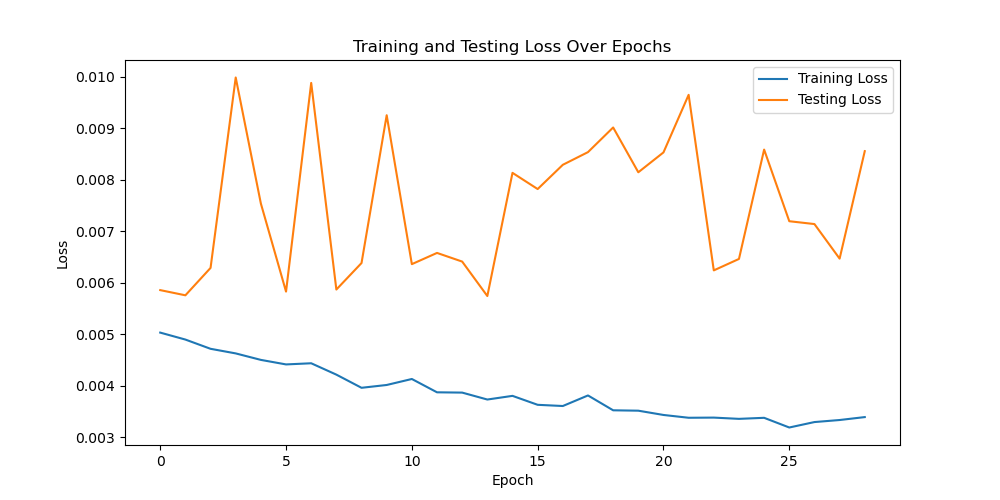 Training and Testing Loss Over Epochs
Training Loss
Testing Loss
0.010
0.009
0.008
0.007
0.006
0.005
0.004
0.003
Loss
0 5 10 15 20 25
Epoch